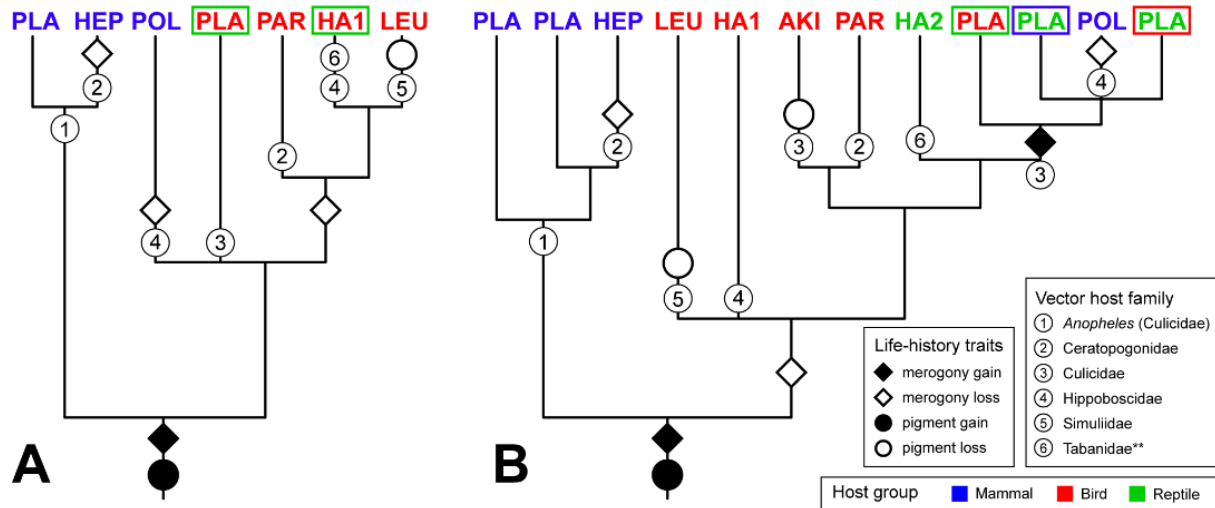 PLA HEP POL PLA PAR HA1 LEU
PLA PLA HEP LEU HA1 AKI PAR HA2 PLA PLA POL PLA
6
2 4 5
1
2
4 3
A
4
2 3 2 6
3
1
5 4
B
Life-history traits
merogony gain
merogony loss
pigment gain
pigment loss
Vector host family
1 Anopheles (Culicidae)
2 Ceratopogonidae
3 Culicidae
4 Hippoboscidae
5 Simuliidae
6 Tabanidae**
Host group Mammal Bird Reptile